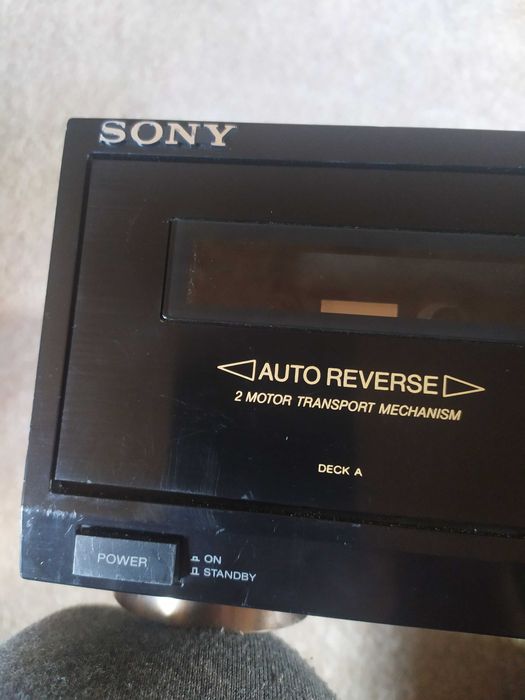 SONY
AUTO REVERSE
2 MOTOR TRANSPORT MECHANISM
DECK A
POWER
ON
STANDBY